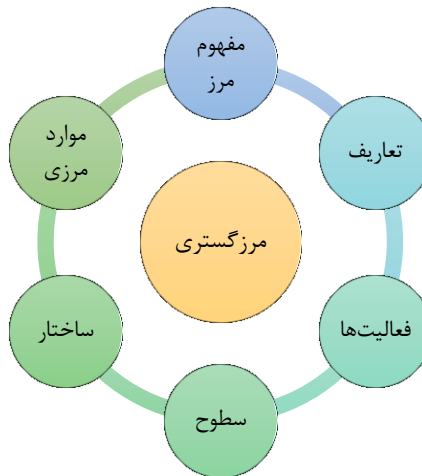 مفهوم
مرز
تعاریف
فعالیت‌ها
سطوح
ساختار
موارد
مرزی
مرزگستری